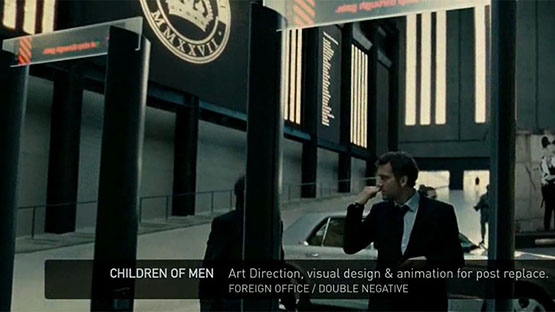 MMXXVII
CHILDREN OF MEN Art Direction, visual design & animation for post replace.
FOREIGN OFFICE / DOUBLE NEGATIVE